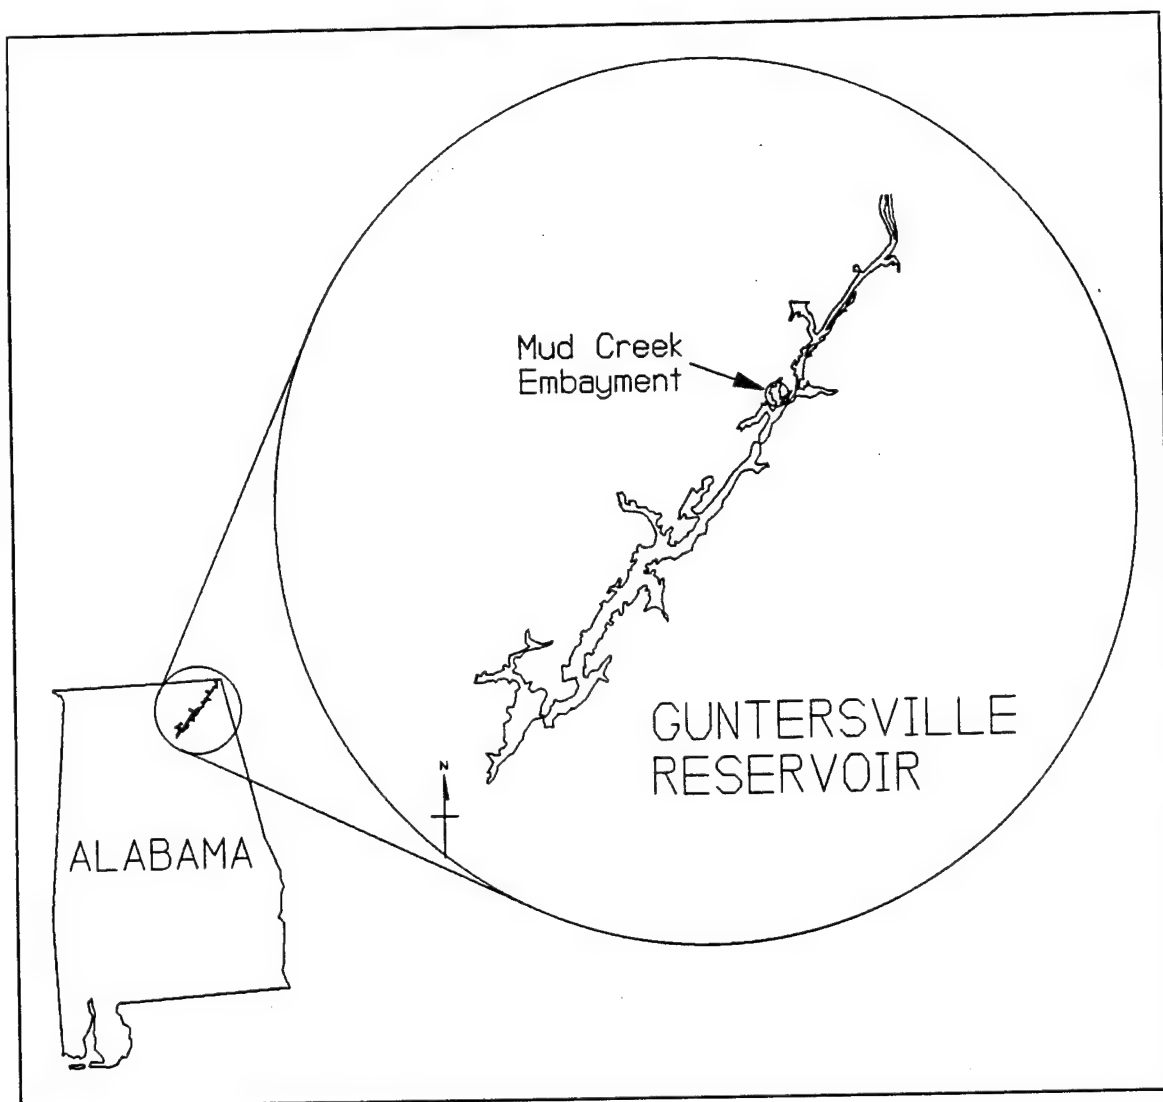 Mud Creek
Embayment
GUNTERSVILLE
RESERVOIR
N
ALABAMA